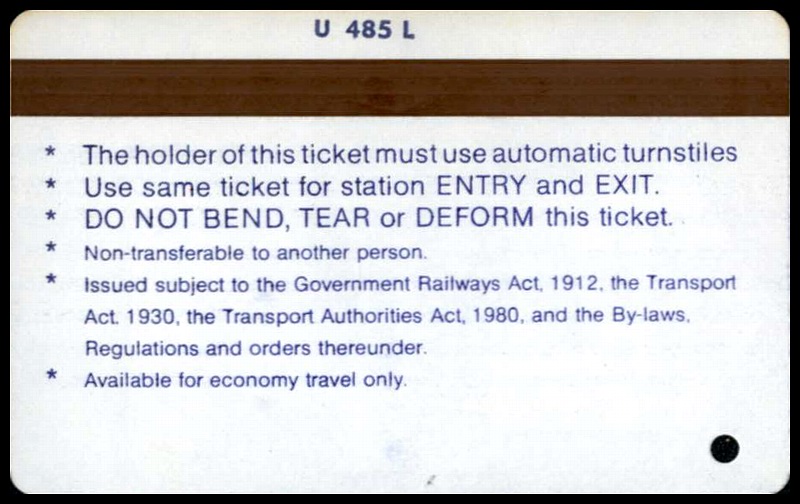 U 485 L
* The holder of this ticket must use automatic turnstiles
* Use same ticket for station ENTRY and EXIT.
* DO NOT BEND, TEAR or DEFORM this ticket.
* Non-transferable to another person.
* Issued subject to the Government Railways Act, 1912, the Transport
Act. 1930, the Transport Authorities Act, 1980, and the By-laws,
Regulations and orders thereunder.
* Available for economy travel only.